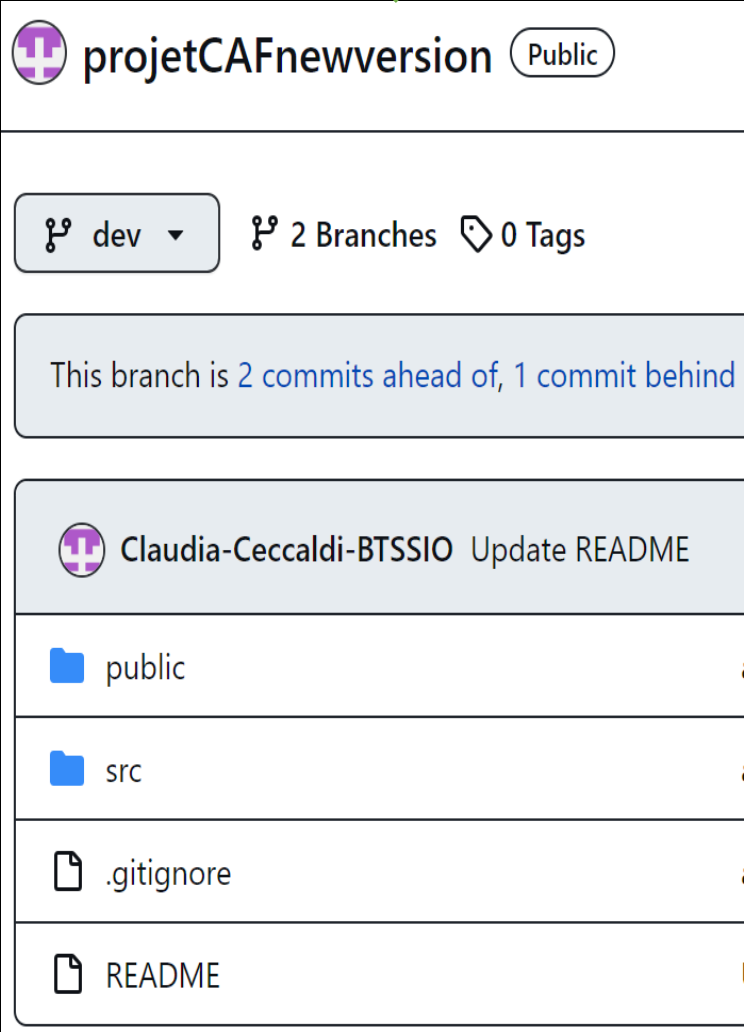 projetCAFnewversion Public
dev 2 Branches 0 Tags
This branch is 2 commits ahead of, 1 commit behind
Claudia-Ceccaldi-BTSSIO Update README
public
src
.gitignore
README